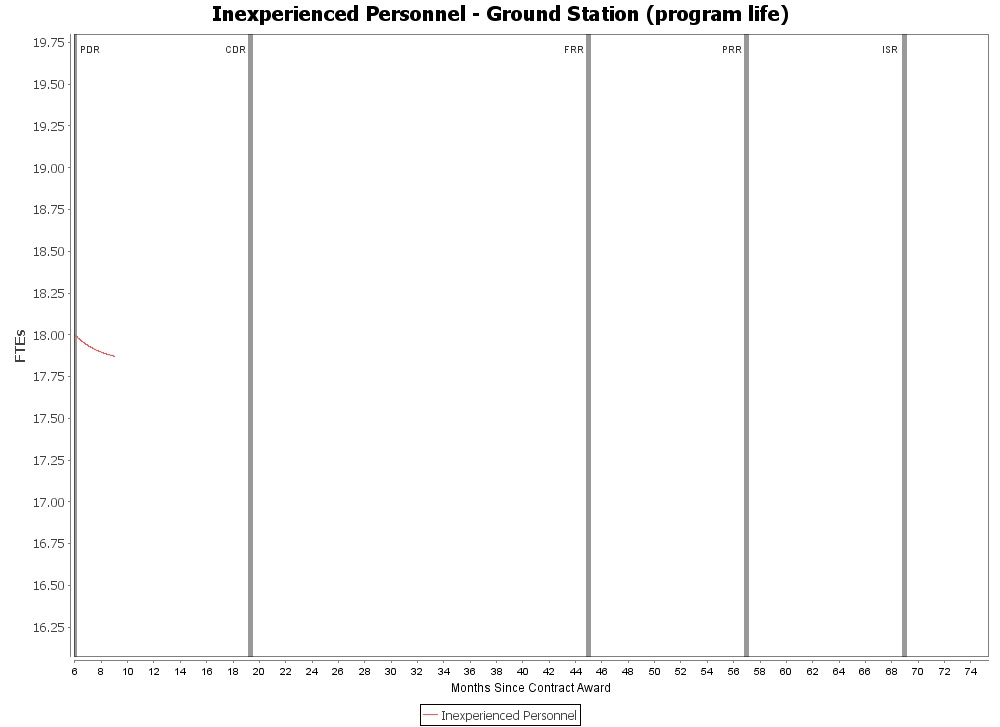 Inexperienced Personnel - Ground Station (program life)
19.75
19.50
19.25
19.00
18.75
18.50
18.25
18.00
17.75
17.50
17.25
17.00
16.75
16.50
16.25
FTEs
PDR CDR FRR PRR ISR
6 8 10 12 14 16 18 20 22 24 26 28 30 32 34 36 38 40 42 44 46 48 50 52 54 56 58 60 62 64 66 68 70 72 74
Months Since Contract Award
Inexperienced Personnel